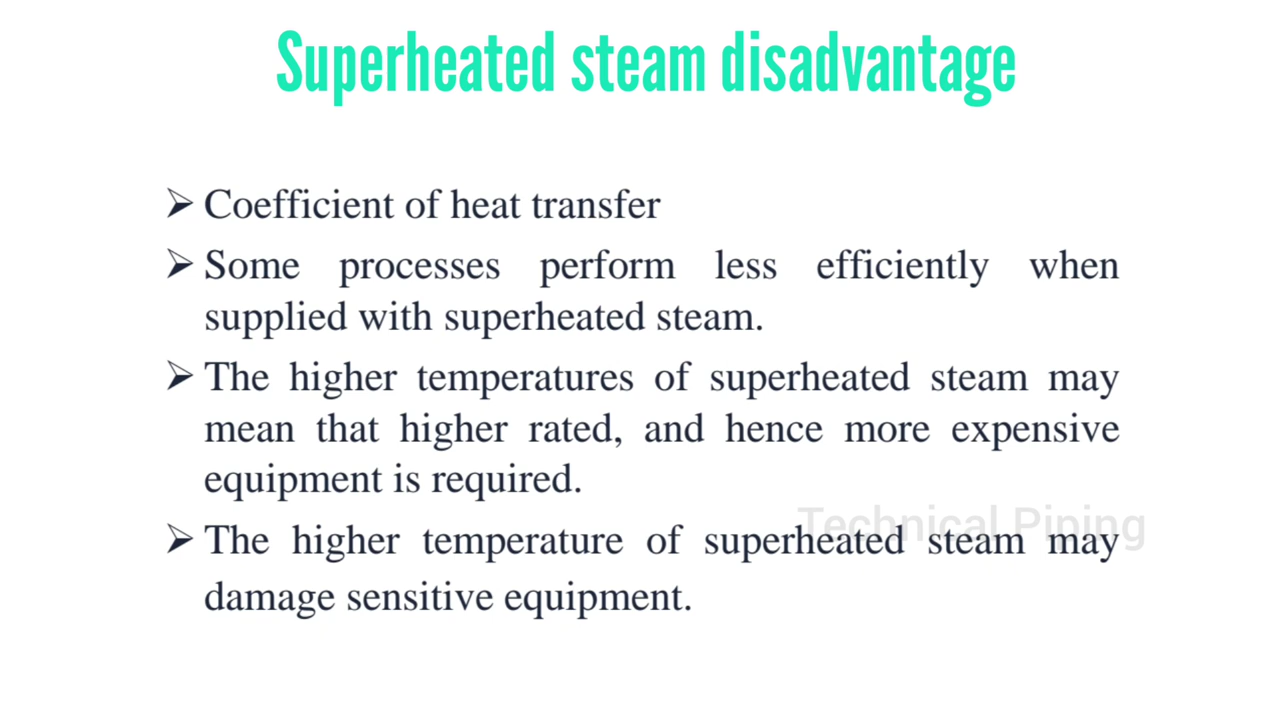 Superheated steam disadvantage
➢ Coefficient of heat transfer
➢ Some processes perform less efficiently when
supplied with superheated steam.
➢ The higher temperatures of superheated steam may
mean that higher rated, and hence more expensive
equipment is required.
Technical Piping
➢ The higher temperature of superheated steam may
damage sensitive equipment.